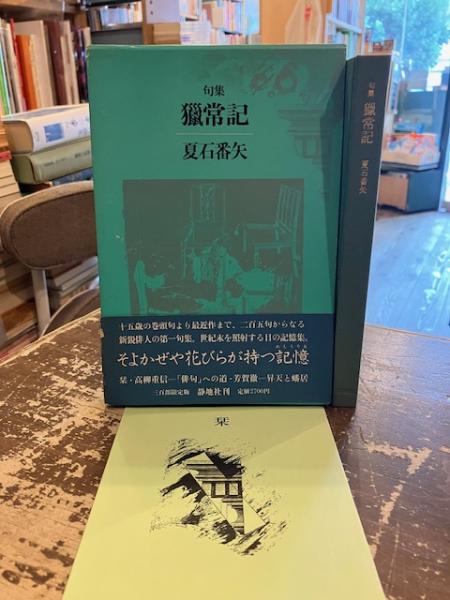 句集
獵常記
夏石番矢
十五歳の巻頭句より最近作まで、二百五句からなる
新鋭俳人の第一句集。世紀末を照射する目の記憶集。
そよかぜや花びらが持つ記憶
栞・高柳重信―「俳句」への道・芳賀徹―昇天と蟠居
三百部限定版 静地社刊 定価2700円
句集 獵常記 夏石番矢
栞